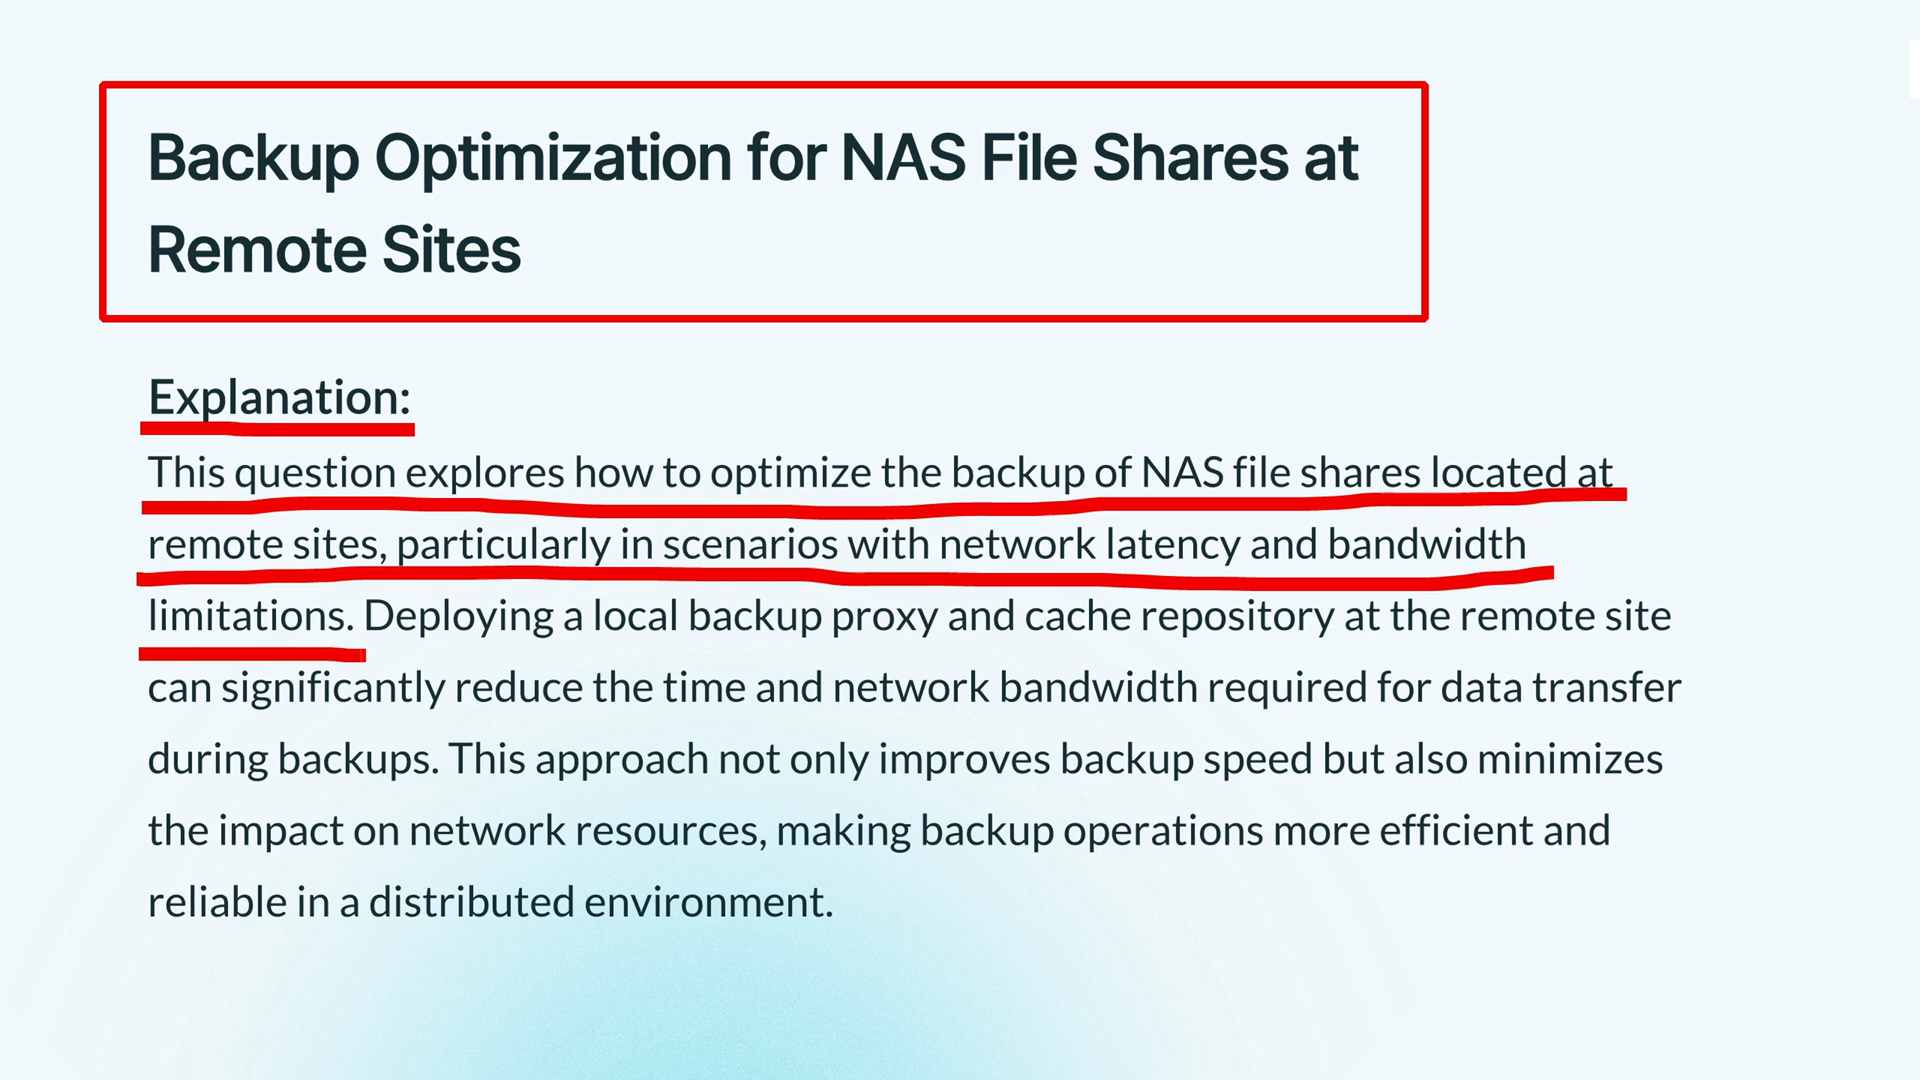 Backup Optimization for NAS File Shares at
Remote Sites
Explanation:
This question explores how to optimize the backup of NAS file shares located at
remote sites, particularly in scenarios with network latency and bandwidth
limitations. Deploying a local backup proxy and cache repository at the remote site
can significantly reduce the time and network bandwidth required for data transfer
during backups. This approach not only improves backup speed but also minimizes
the impact on network resources, making backup operations more efficient and
reliable in a distributed environment.